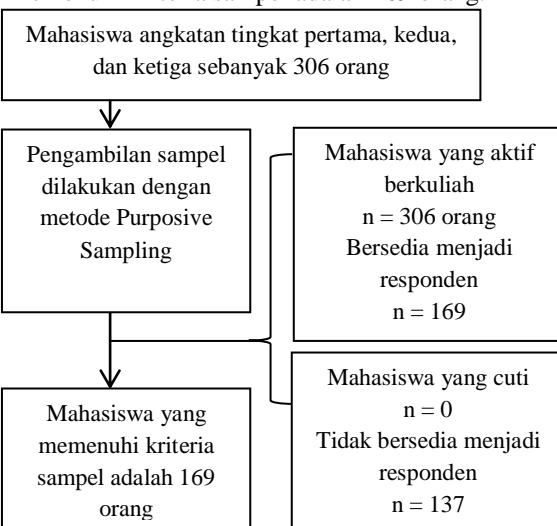 Mahasiswa angkatan tingkat pertama, kedua,
dan ketiga sebanyak 306 orang
Pengambilan sampel
dilakukan dengan
metode Purposive
Sampling
Mahasiswa yang aktif
berkuliah
n = 306 orang
Bersedia menjadi
responden
n = 169
Mahasiswa yang cuti
n = 0
Tidak bersedia menjadi
responden
n = 137
Mahasiswa yang
memenuhi kriteria
sampel adalah 169
orang